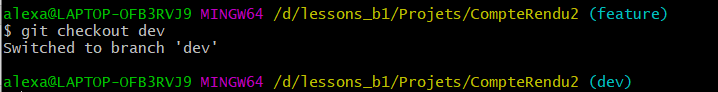 alexa@LAPTOP-OFB3RVJ9 MINGW64 /d/lessons_b1/Projets/CompteRendu2 (feature)
$ git checkout dev
Switched to branch 'dev'
alexa@LAPTOP-OFB3RVJ9 MINGW64 /d/lessons_b1/Projets/CompteRendu2 (dev)